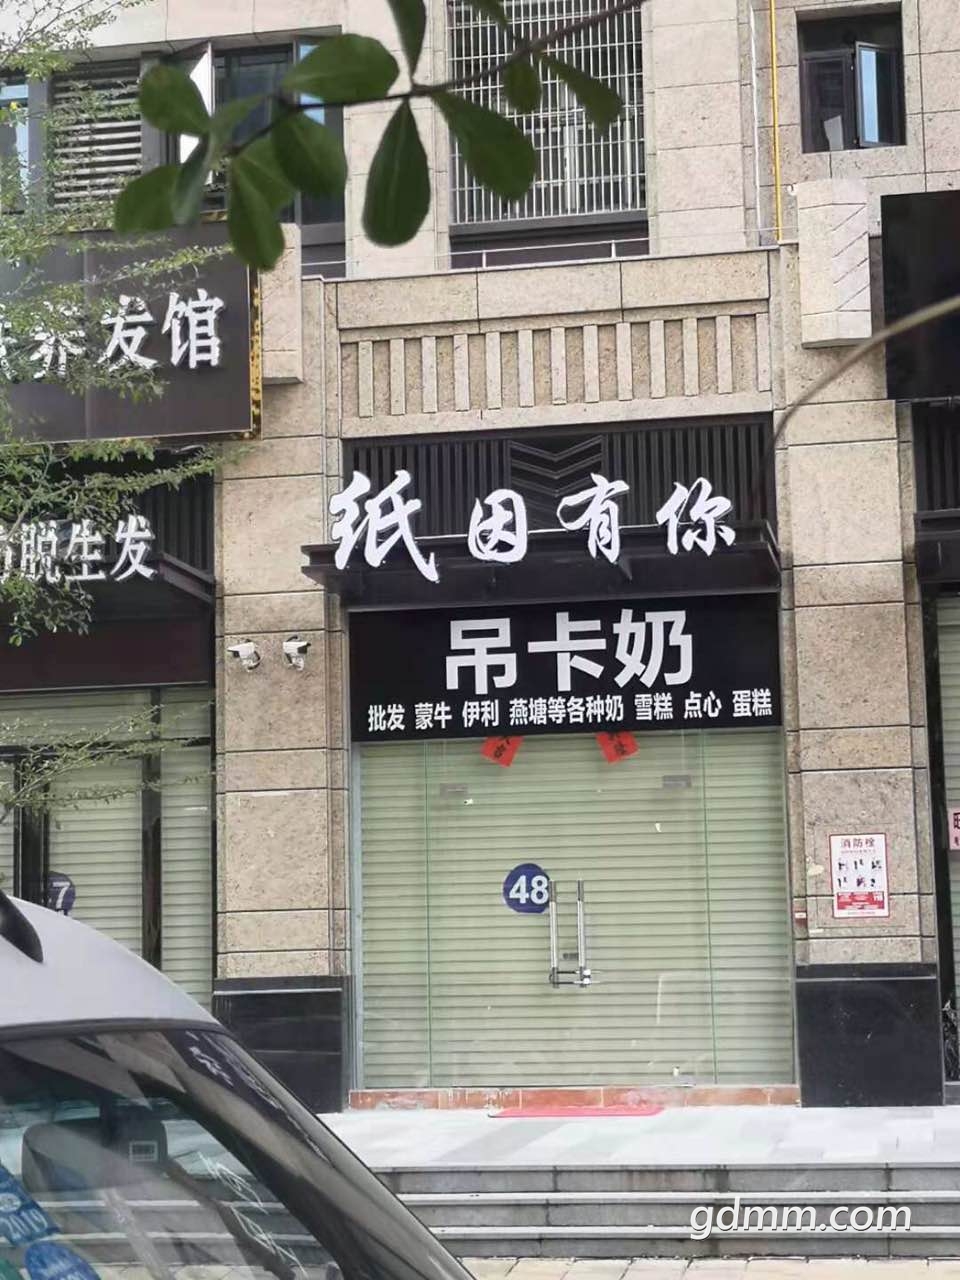 养发馆
脱生发
纸因有你
吊卡奶
批发 蒙牛 伊利 燕塘等各种奶 雪糕 点心 蛋糕
48
7
消防栓
gdmm.com